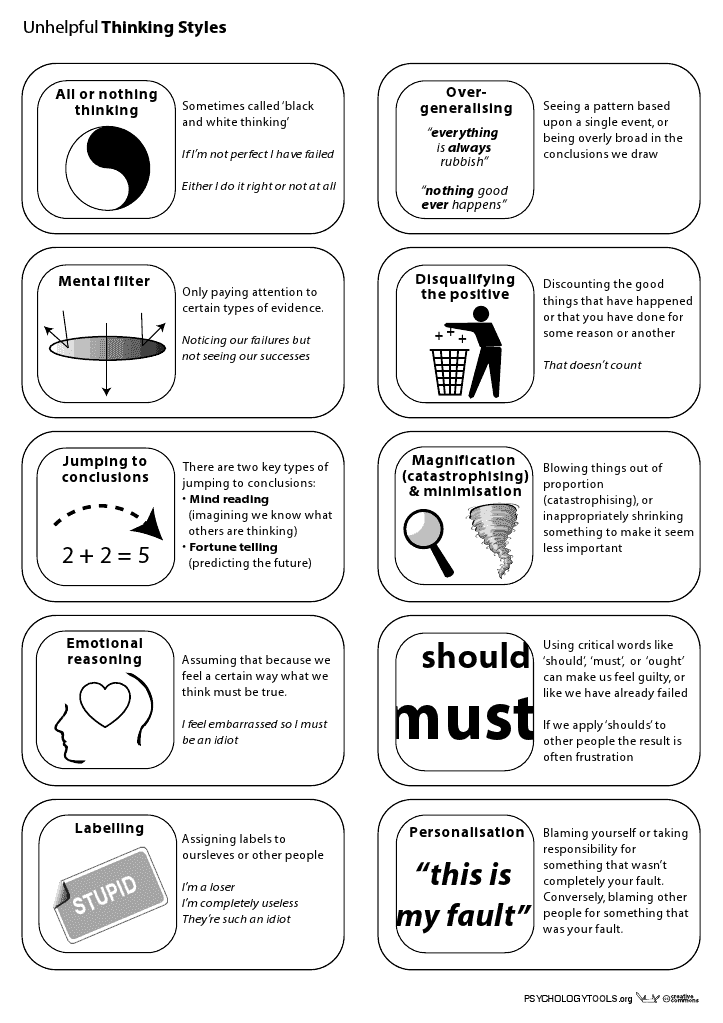 Unhelpful Thinking Styles
All or nothing
thinking
Sometimes called ‘black
and white thinking’
If I’m not perfect I have failed
Either I do it right or not at all
Over-
generalising
“everything
is always
rubbish”
“nothing good
ever happens”
Seeing a pattern based
upon a single event, or
being overly broad in the
conclusions we draw
Mental filter
Only paying attention to
certain types of evidence.
Noticing our failures but
not seeing our successes
Disqualifying
the positive
+ + +
Discounting the good
things that have happened
or that you have done for
some reason or another
That doesn’t count
Jumping to
conclusions
2 + 2 = 5
There are two key types of
jumping to conclusions:
• Mind reading
(imagining we know what
others are thinking)
• Fortune telling
(predicting the future)
Magnification
(catastrophising)
& minimisation
Blowing things out of
proportion
(catastrophising), or
inappropriately shrinking
something to make it seem
less important
Emotional
reasoning
Assuming that because we
feel a certain way what we
think must be true.
I feel embarrassed so I must
be an idiot
should
must
Using critical words like
‘should’, ‘must’, or ‘ought’
can make us feel guilty, or
like we have already failed
If we apply ‘shoulds’ to
other people the result is
often frustration
Labelling
STUPID
Assigning labels to
oursleves or other people
I’m a loser
I’m completely useless
They’re such an idiot
Personalisation
“this is
my fault”
Blaming yourself or taking
responsibility for
something that wasn’t
completely your fault.
Conversely, blaming other
people for something that
was your fault.
PSYCHOLOGYTOOLS.org cc creative commons